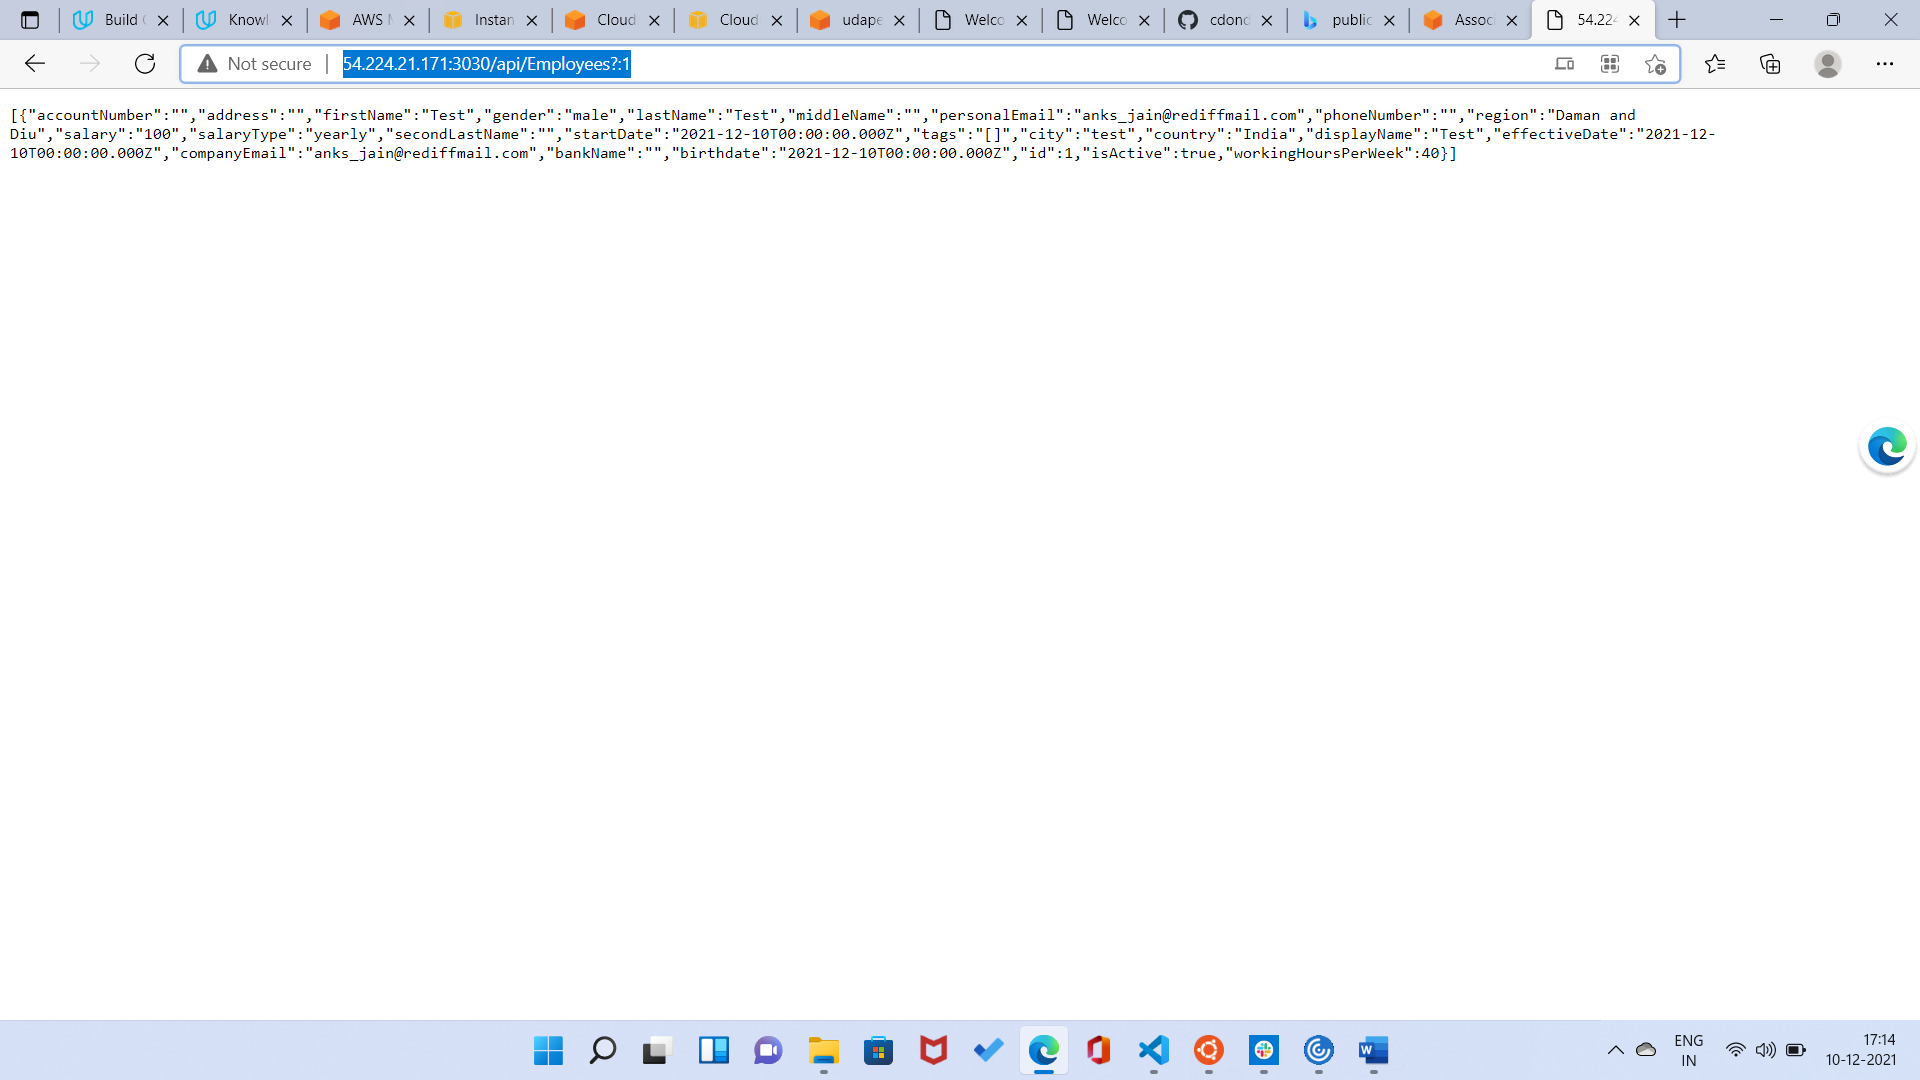 Build
Knowl
AWS
Instan
Cloud
Cloud
udape
Welco
Welco
cdond
public
Assoc
54.224
Not secure
54.224.21.171:3030/api/Employees?:1
[{"accountNumber":"","address":"","firstName":"Test","gender":"male","lastName":"Test","middleName":"","personalEmail":"anks_jain@rediffmail.com","phoneNumber":"","region":"Daman and
Diu","salary":"100","salaryType":"yearly","secondLastName":"","startDate":"2021-12-10T00:00:00.000Z","tags":"[]","city":"test","country":"India","displayName":"Test","effectiveDate":"2021-12-
10T00:00:00.000Z","companyEmail":"anks_jain@rediffmail.com","bankName":"","birthdate":"2021-12-10T00:00:00.000Z","id":1,"isActive":true,"workingHoursPerWeek":40}]
ENG
IN
17:14
10-12-2021